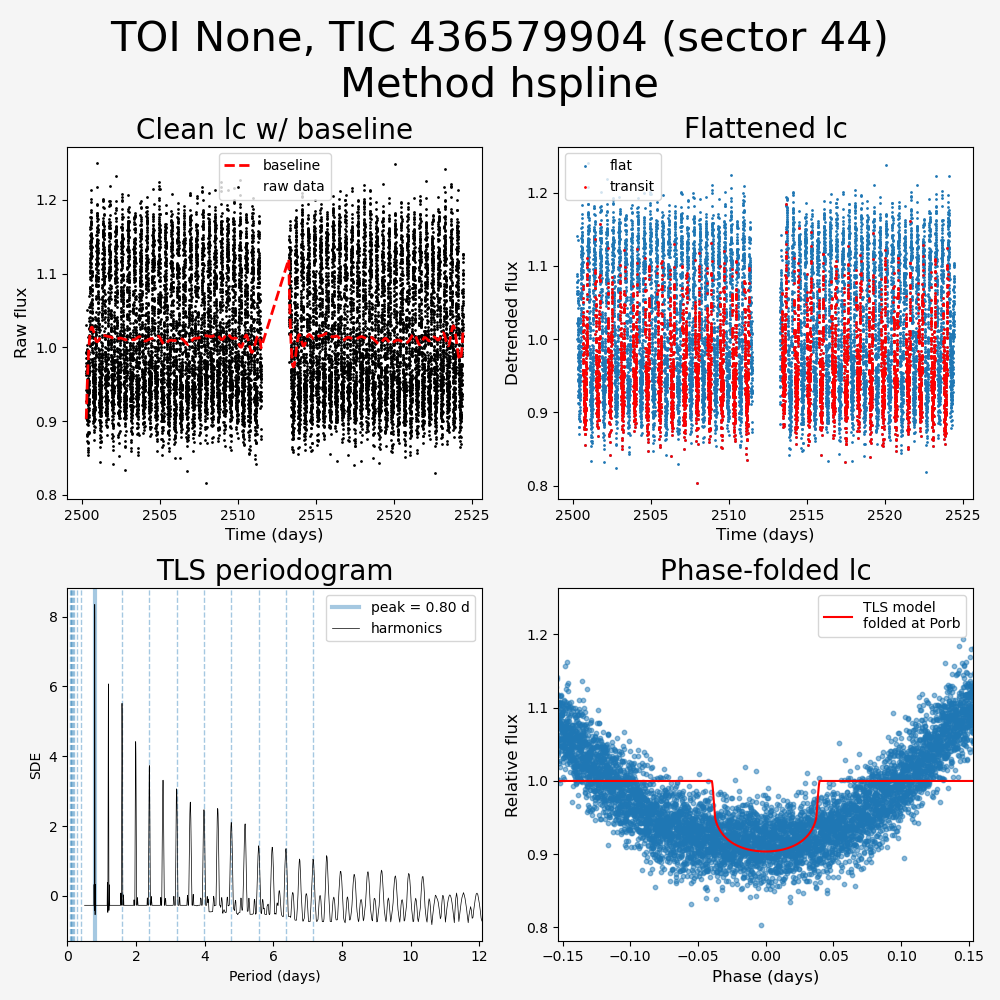 TOI None, TIC 436579904 (sector 44)
Method hspline
Clean lc w/ baseline
baseline
raw data
Raw flux
1.2
1.1
1.0
0.9
0.8
2500
2505
2510
2515
2520
2525
Time (days)
Flattened lc
flat
transit
Detrended flux
1.2
1.1
1.0
0.9
0.8
2500
2505
2510
2515
2520
2525
Time (days)
TLS periodogram
peak = 0.80 d
harmonics
SDE
8
6
4
2
0
0
2
4
6
8
10
12
Period (days)
Phase-folded lc
TLS model
folded at Porb
Relative flux
1.2
1.1
1.0
0.9
0.8
−0.15
−0.10
−0.05
0.00
0.05
0.10
0.15
Phase (days)